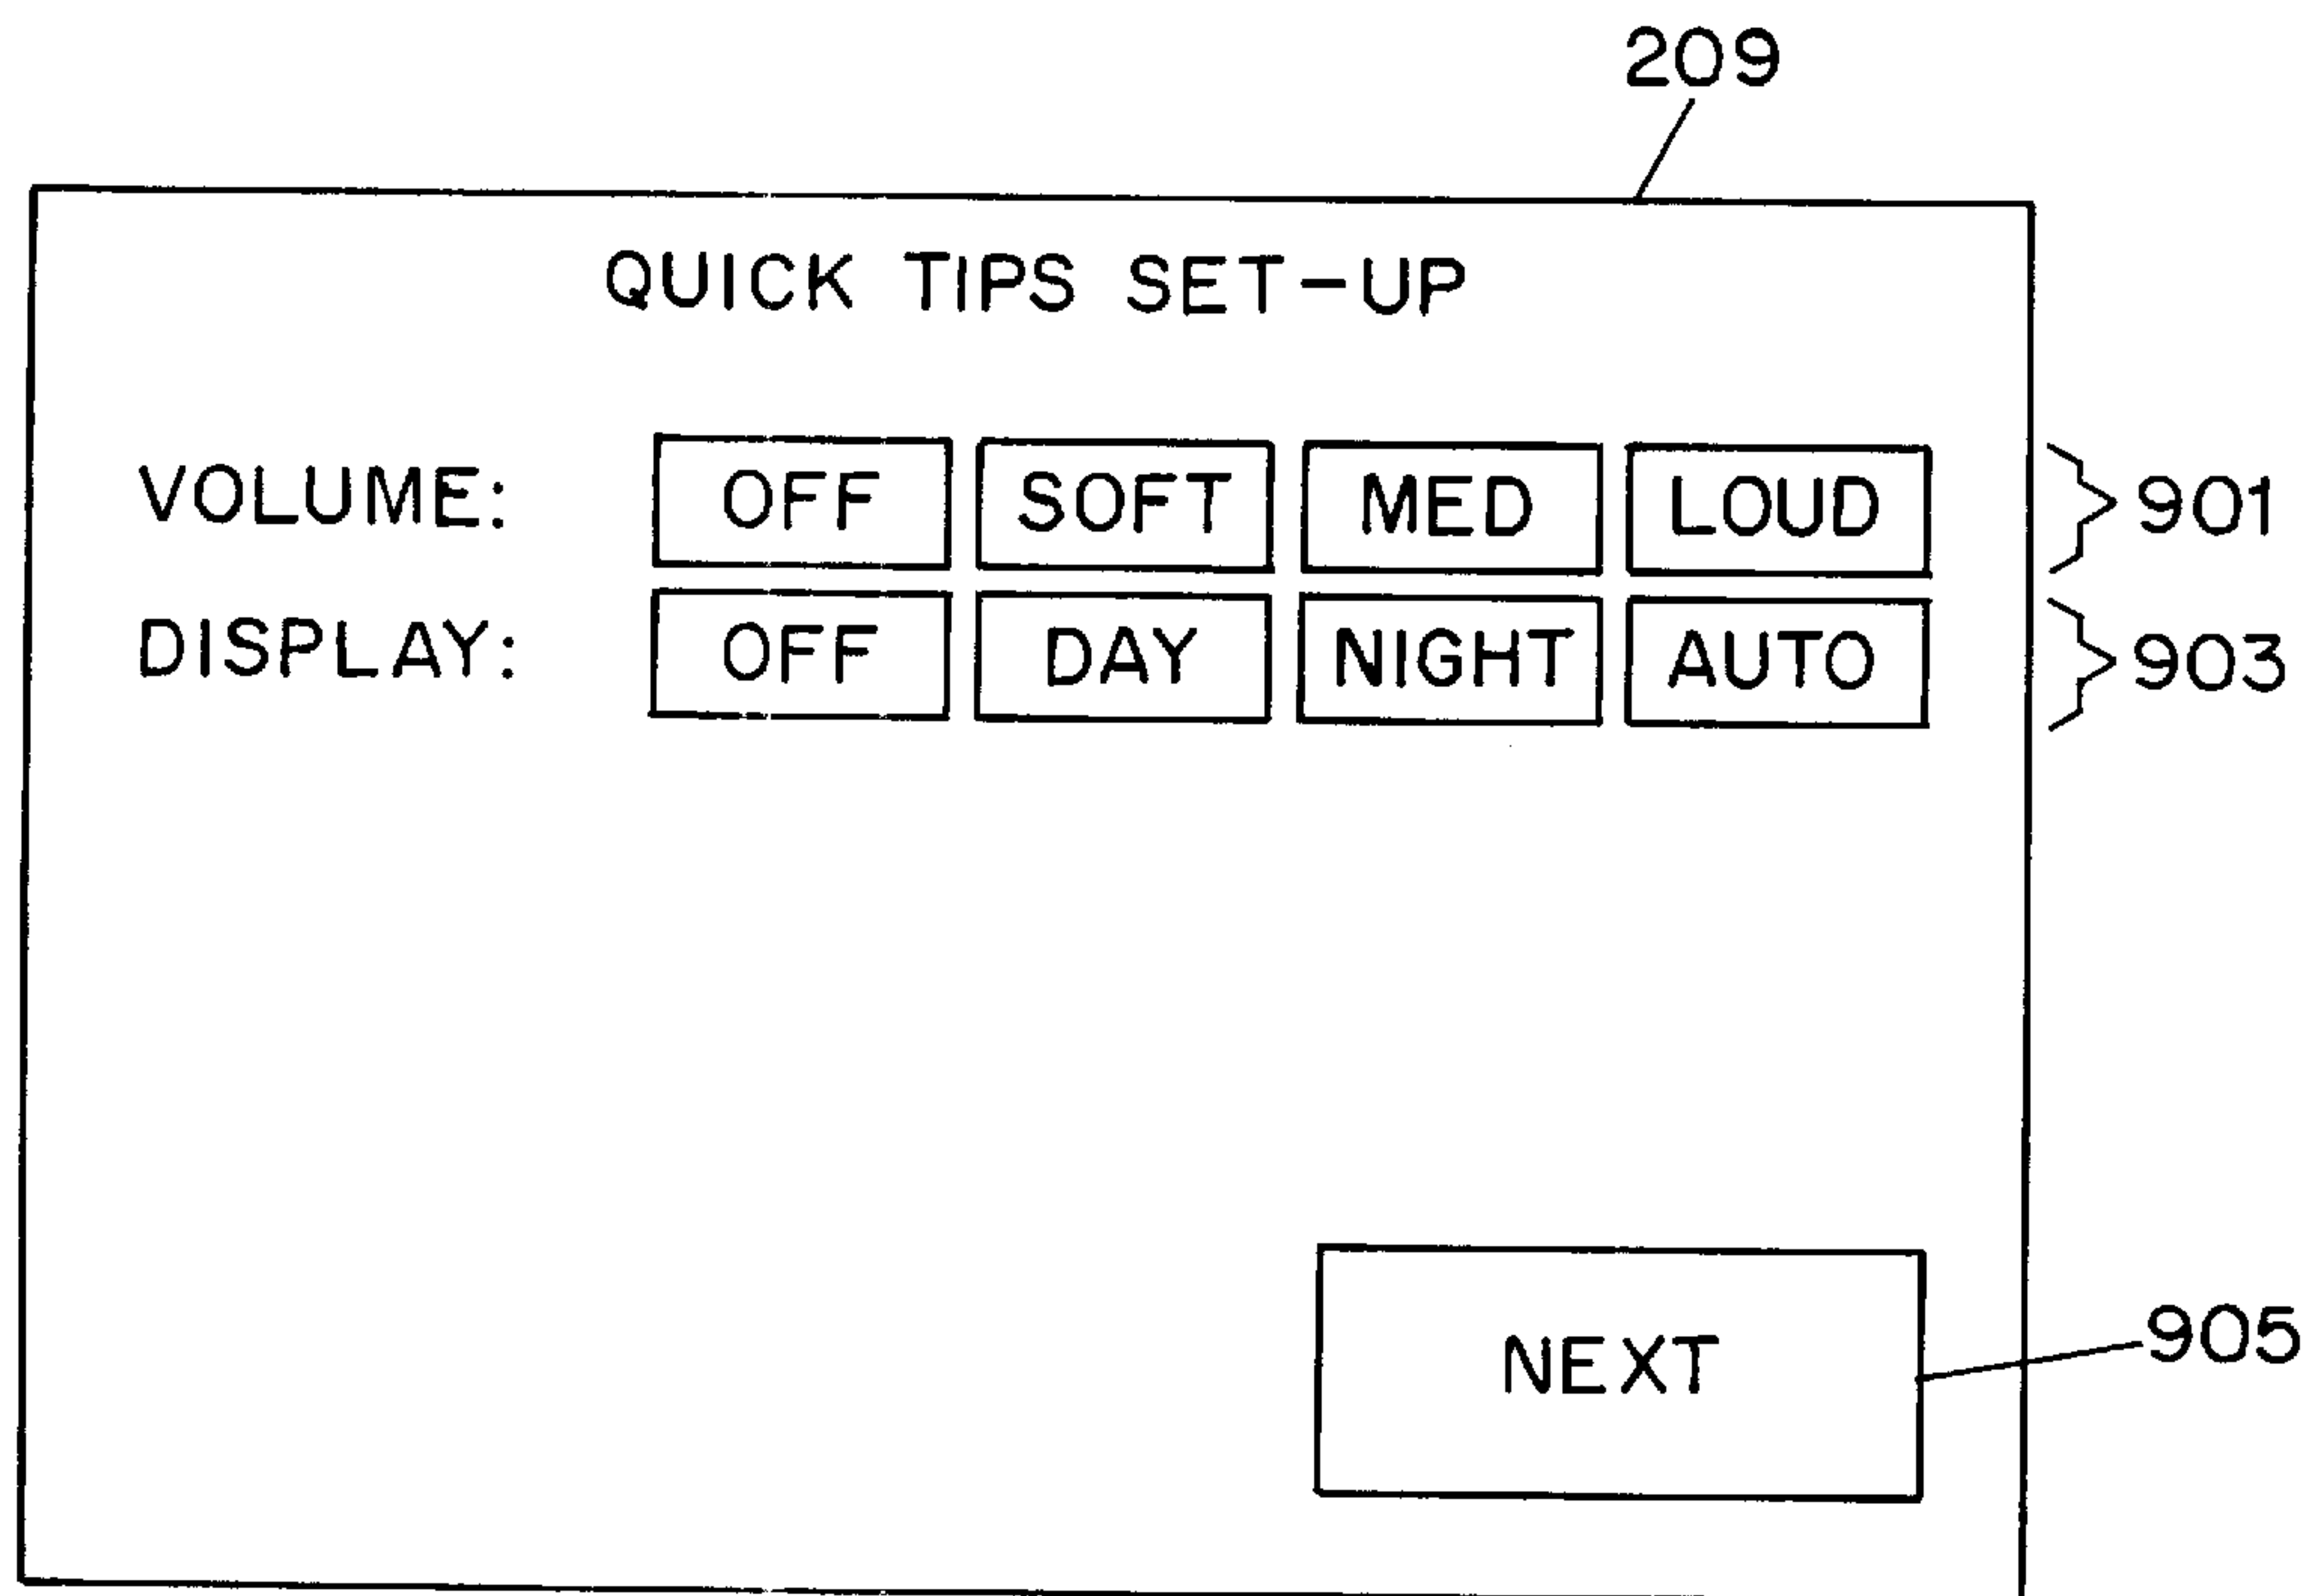 209
QUICK TIPS SET-UP
VOLUME: OFF SOFT MED LOUD 901
DISPLAY: OFF DAY NIGHT AUTO 903
NEXT 905